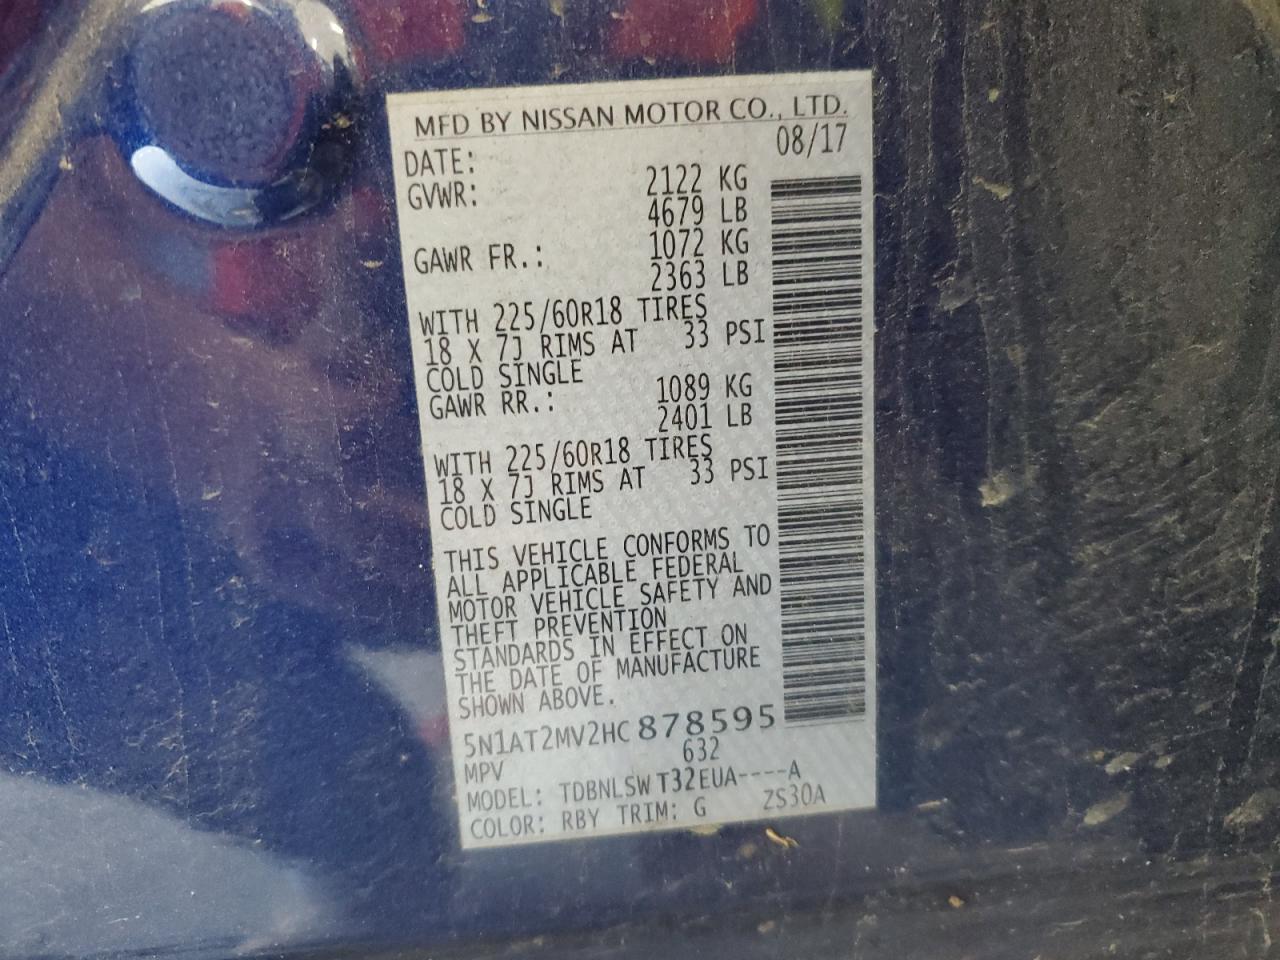 MFD BY NISSAN MOTOR CO., LTD.
DATE: 08/17
GVWR: 2122 KG
4679 LB
GAWR FR.: 1072 KG
2363 LB
WITH 225/60R18 TIRES
18 X 7J RIMS AT 33 PSI
COLD SINGLE
GAWR RR.: 1089 KG
2401 LB
WITH 225/60R18 TIRES
18 X 7J RIMS AT 33 PSI
COLD SINGLE
THIS VEHICLE CONFORMS TO
ALL APPLICABLE FEDERAL
MOTOR VEHICLE SAFETY AND
THEFT PREVENTION
STANDARDS IN EFFECT ON
THE DATE OF MANUFACTURE
SHOWN ABOVE.
5N1AT2MV2HC878595
MPV 632
MODEL: TDBNLSWT32EUA----A
COLOR: RBY TRIM: G ZS30A